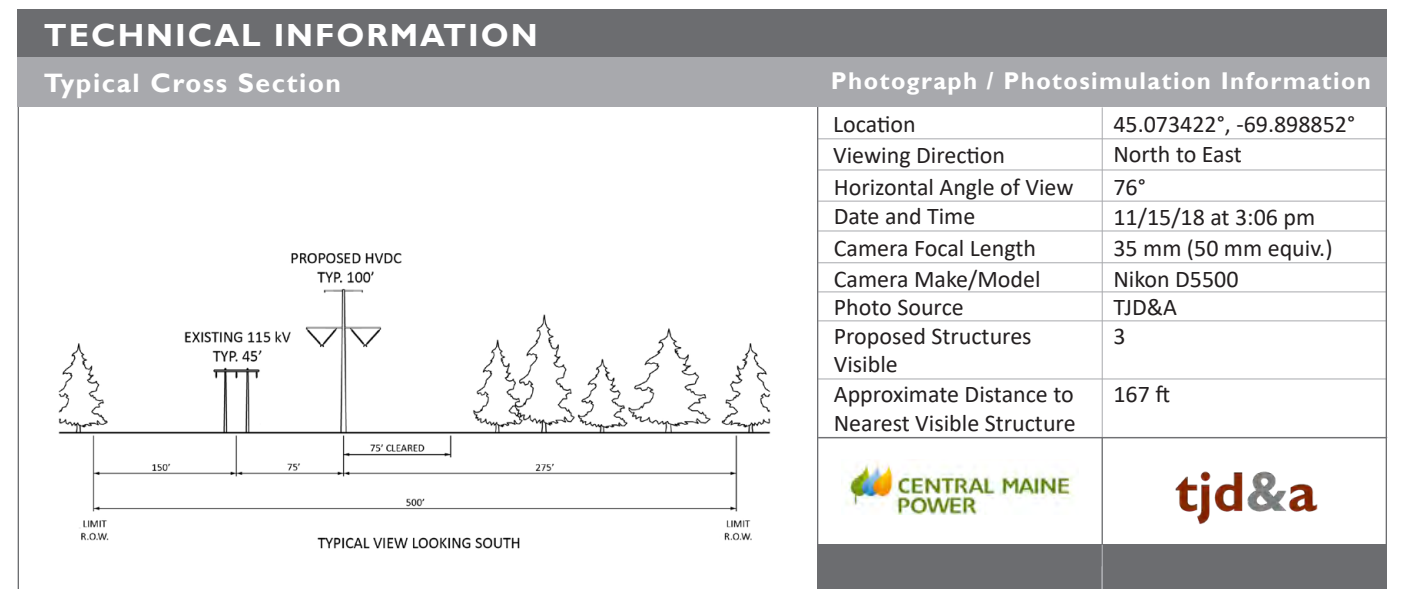 TECHNICAL INFORMATION
Typical Cross Section
PROPOSED HVDC
TYP. 100'
EXISTING 115 kV
TYP. 45'
75' CLEARED
150'
75'
275'
500'
LIMIT
R.O.W.
LIMIT
R.O.W.
TYPICAL VIEW LOOKING SOUTH
Photograph / Photosimulation Information
Location 45.073422°, -69.898852°
Viewing Direction North to East
Horizontal Angle of View 76°
Date and Time 11/15/18 at 3:06 pm
Camera Focal Length 35 mm (50 mm equiv.)
Camera Make/Model Nikon D5500
Photo Source TJD&A
Proposed Structures 3
Visible
Approximate Distance to 167 ft
Nearest Visible Structure
CENTRAL MAINE
POWER
tjd&a